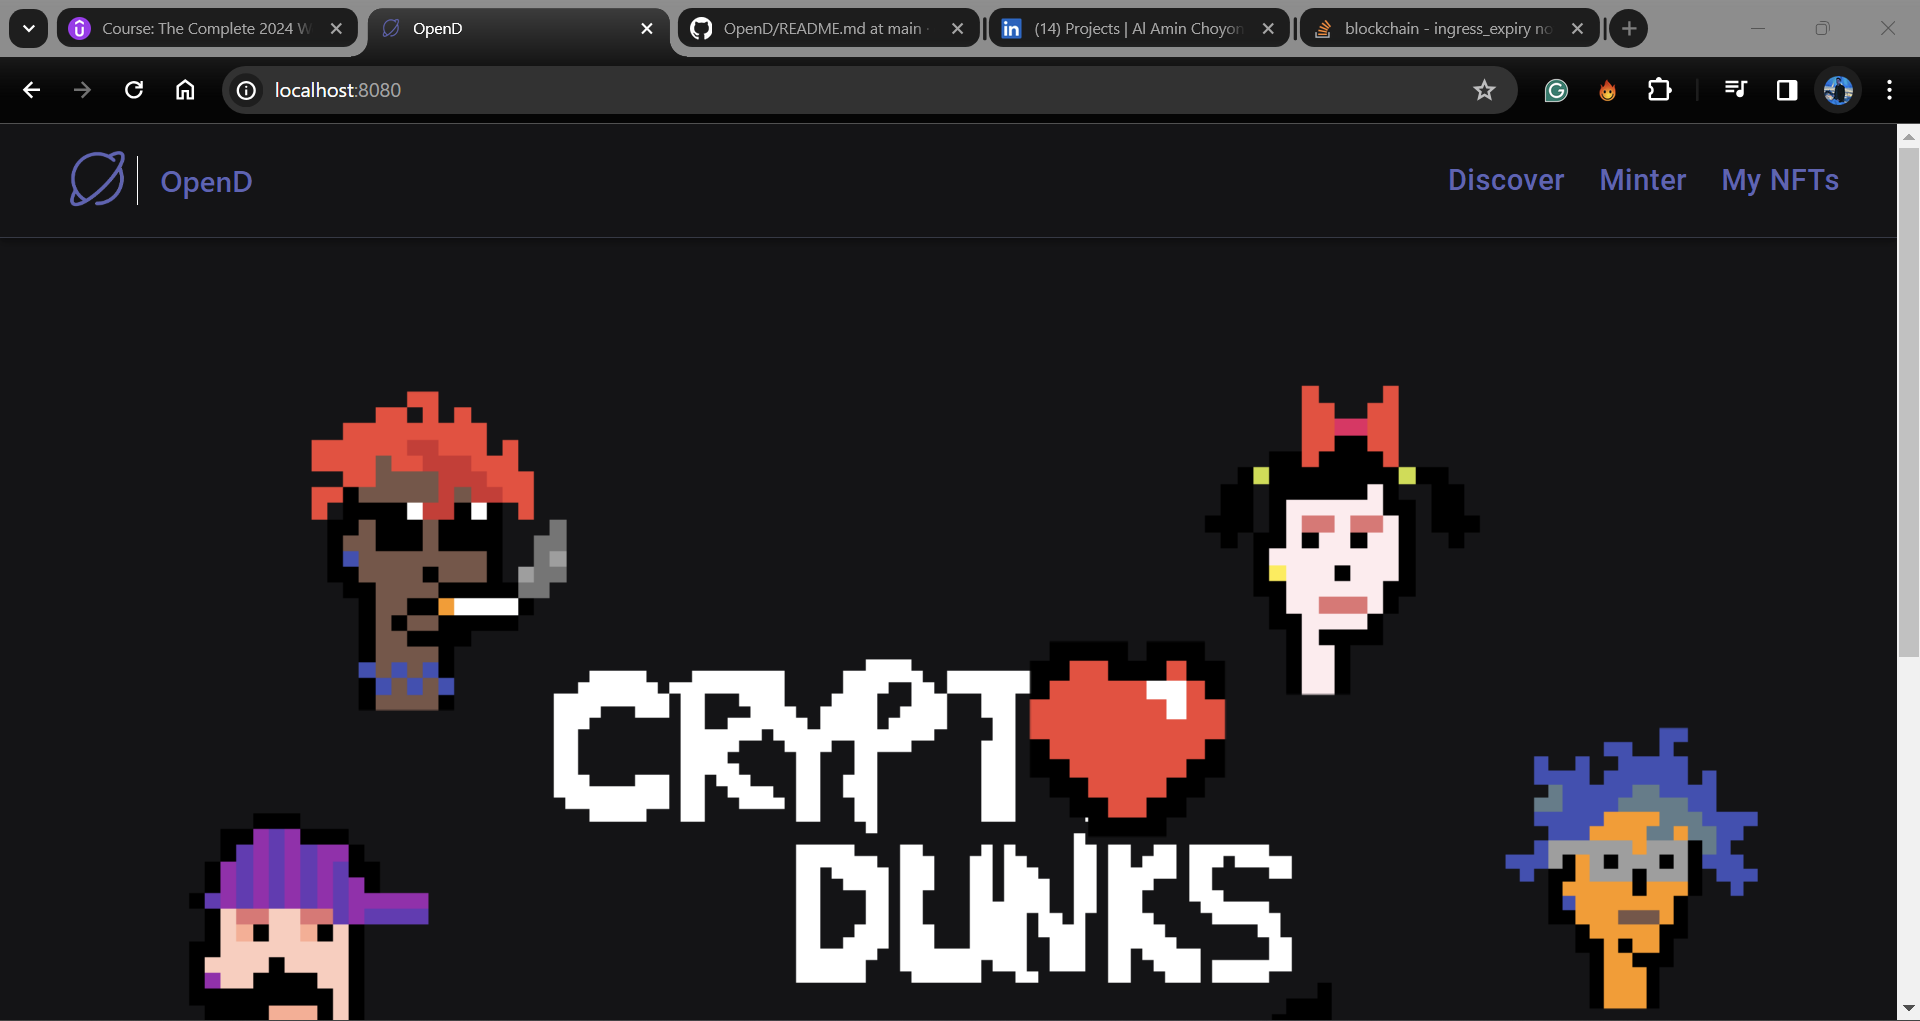 Course: The Complete 2024 W
OpenD
OpenD/README.md at main ·
(14) Projects | Al Amin Choyon
blockchain - ingress_expiry no
localhost:8080
OpenD
Discover
Minter
My NFTs
CRYPT
DUNKS